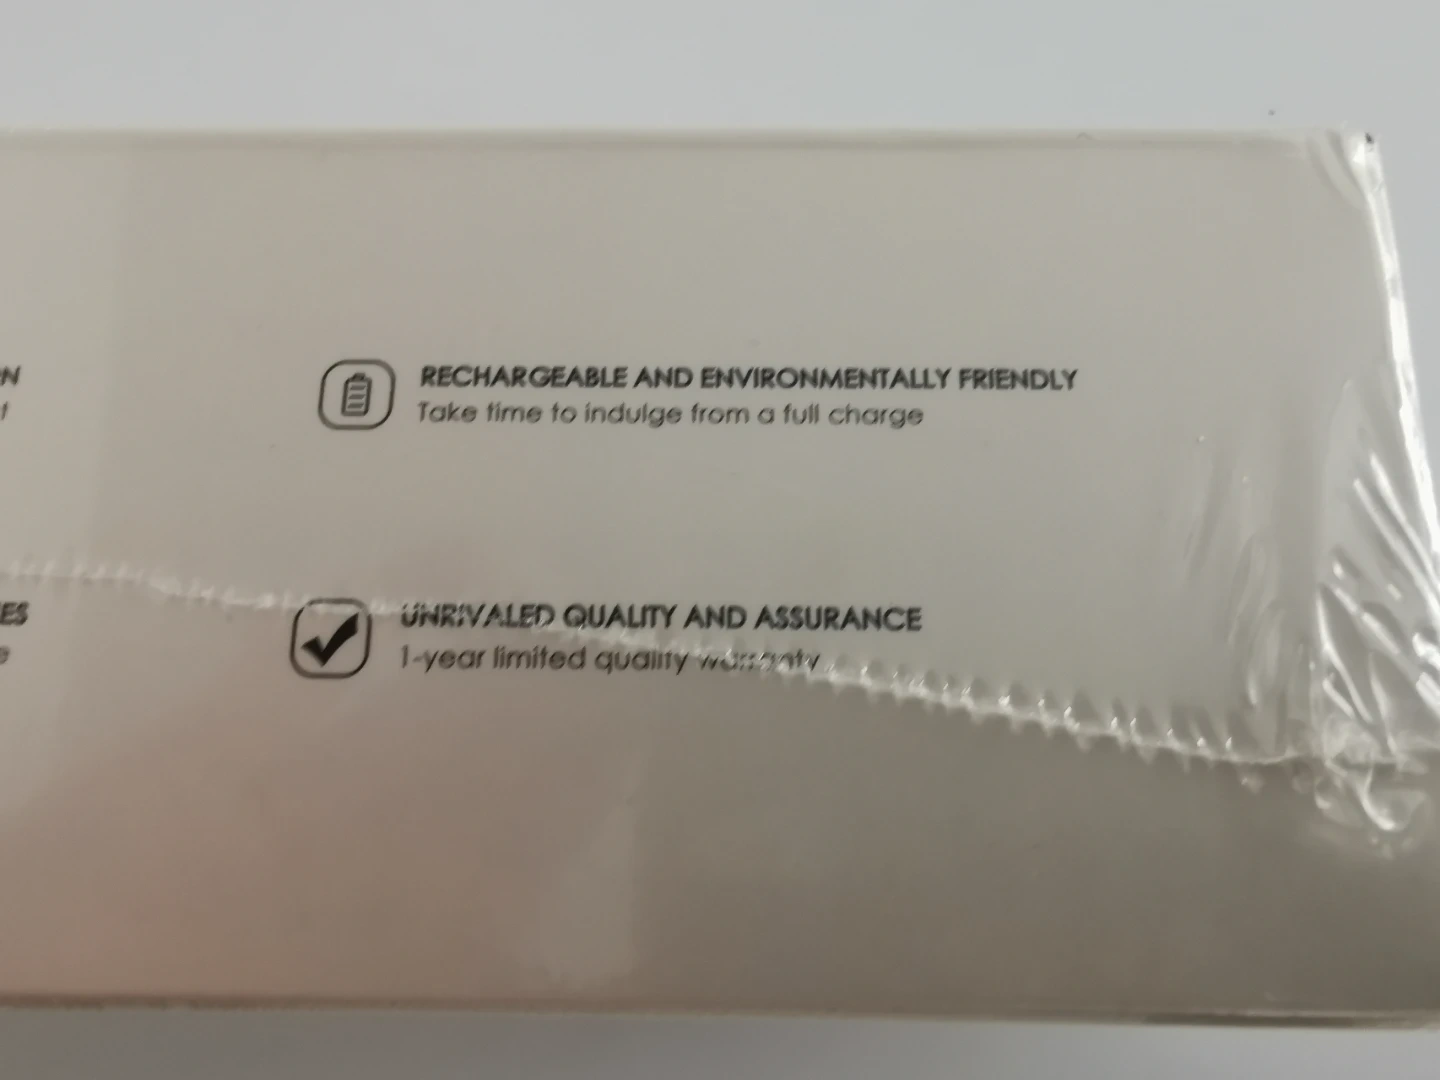 RECHARGEABLE AND ENVIRONMENTALLY FRIENDLY
Take time to indulge from a full charge
UNRIVALED QUALITY AND ASSURANCE
1-year limited quality warranty